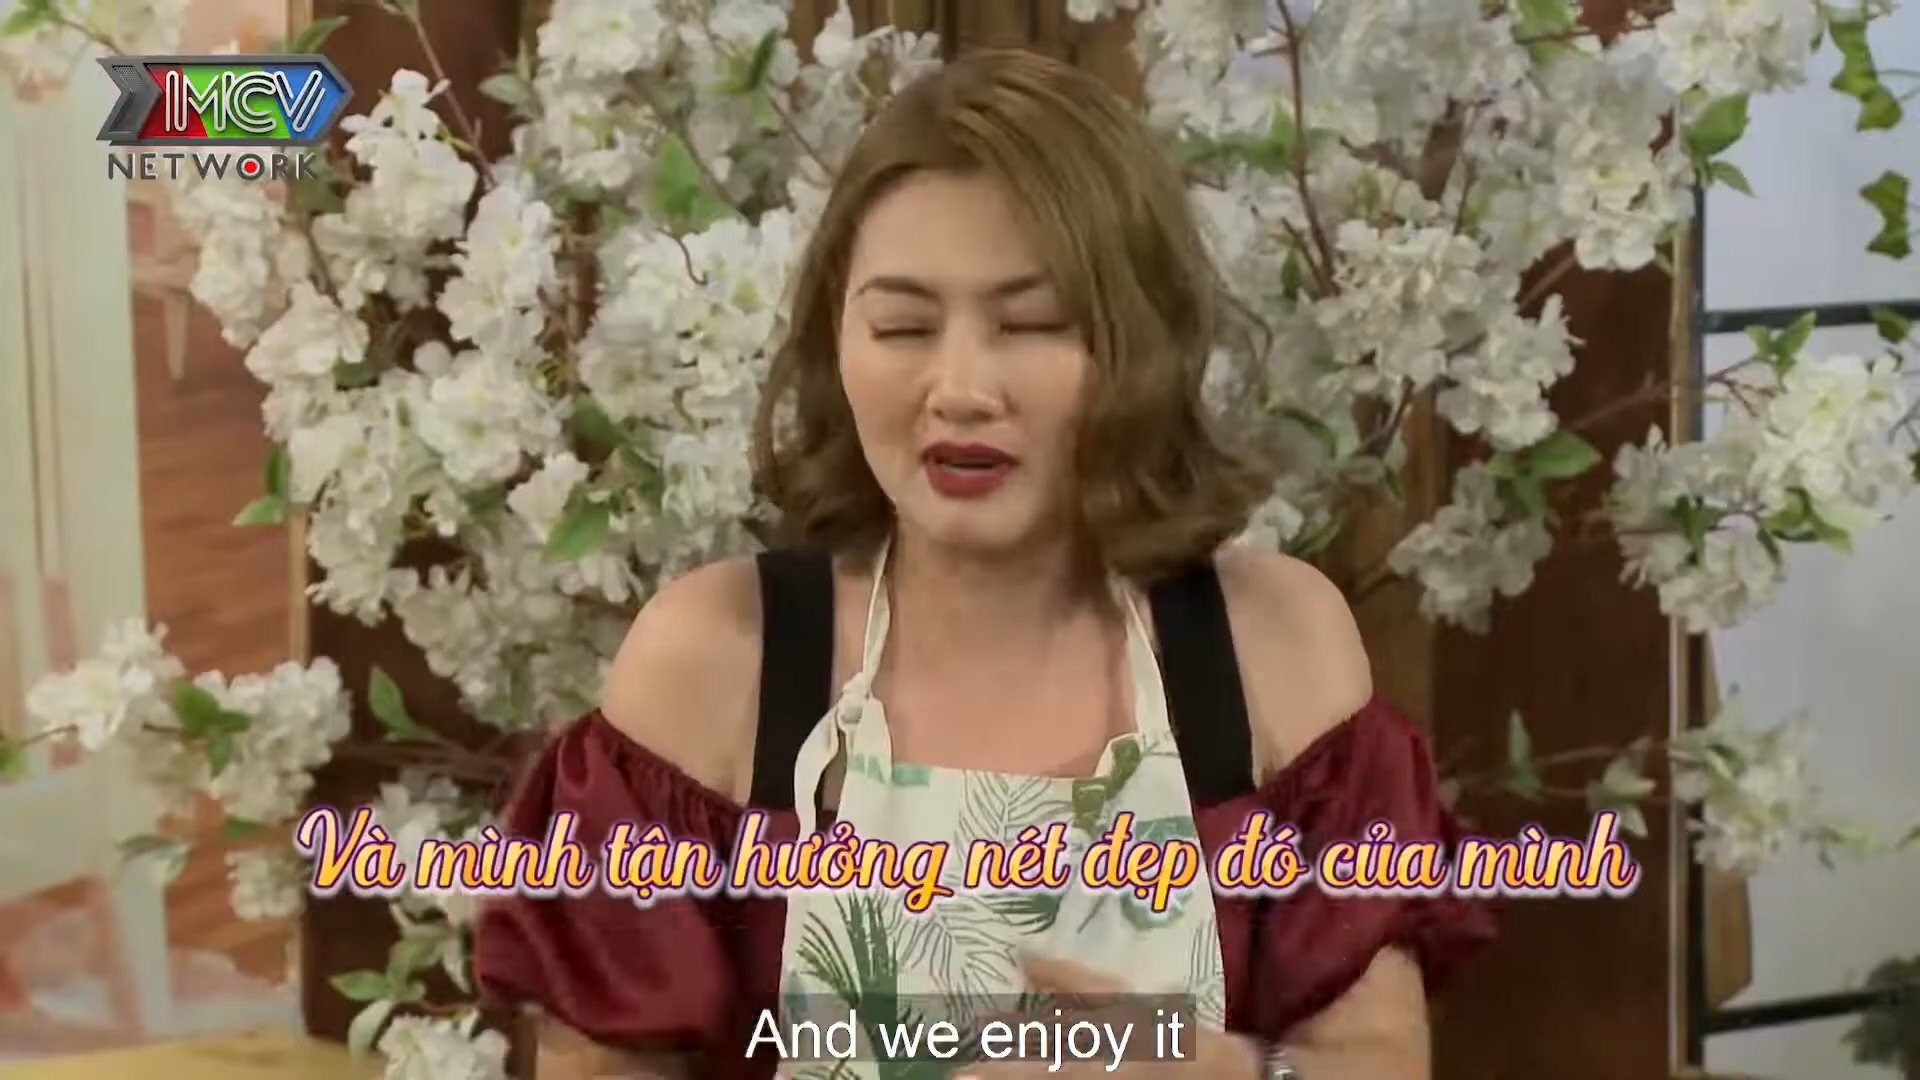 MCV
NETWORK
Và mình tận hưởng nét đẹp đó của mình
And we enjoy it